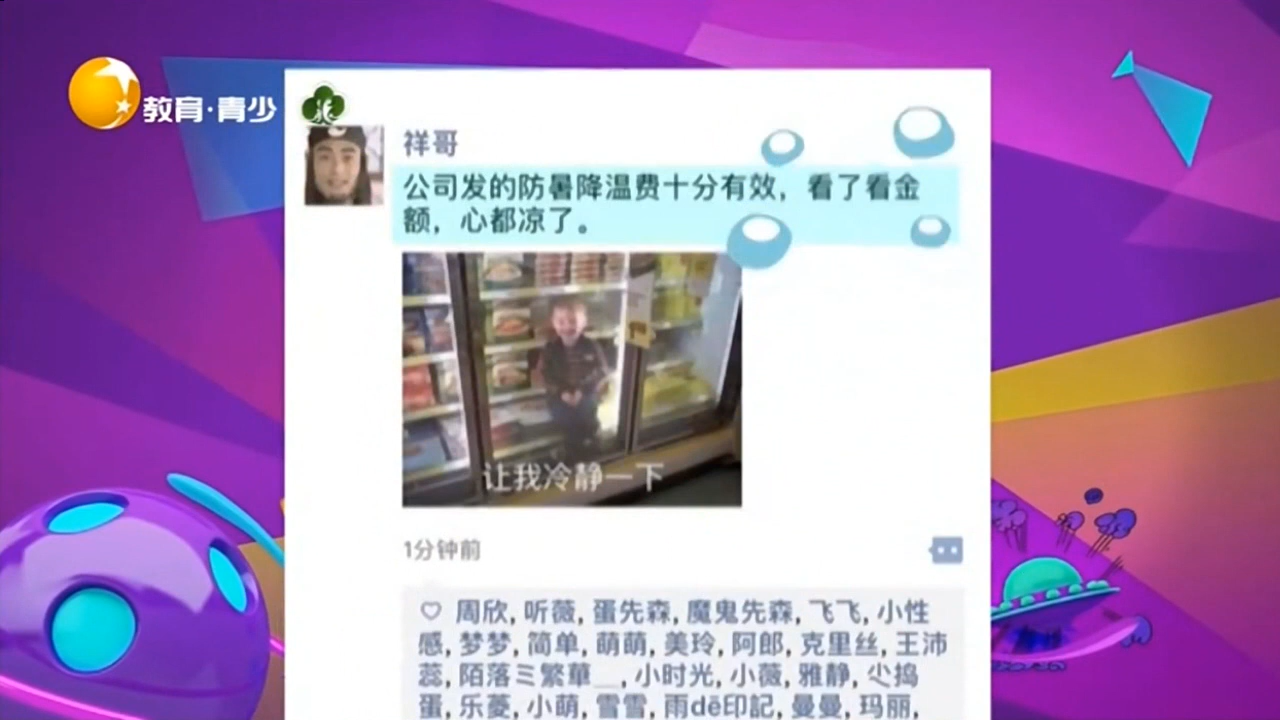 教育·青少
派
祥哥
公司发的防暑降温费十分有效，看了看金
额，心都凉了。
让我冷静一下
1分钟前
周欣, 听薇, 蛋先森, 魔鬼先森, 飞飞, 小性
感, 梦梦, 简单, 萌萌, 美玲, 阿郎, 克里丝, 王沛
蕊, 陌落ミ繁華__, 小时光, 小薇, 雅静, 尐捣
蛋, 乐菱, 小萌, 雪雪, 雨dē印記, 曼曼, 玛丽,